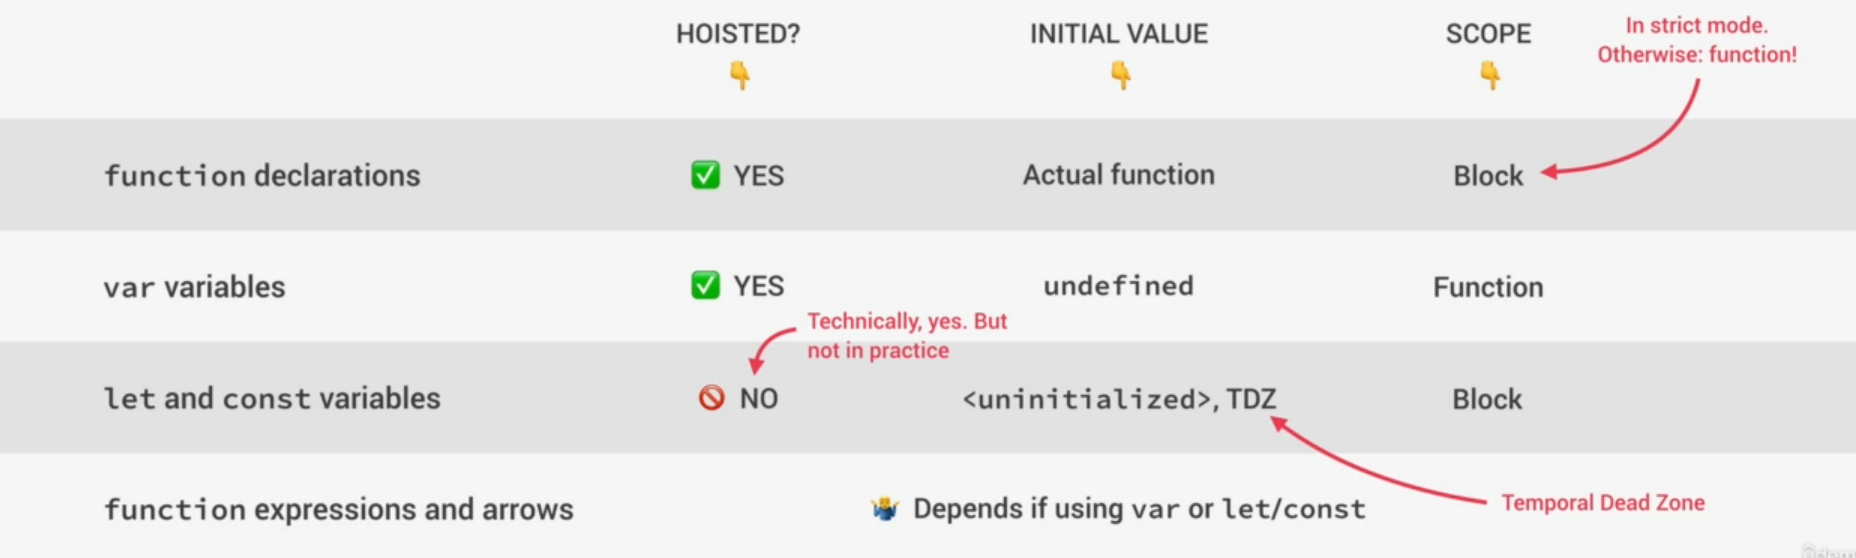 HOISTED?
INITIAL VALUE
SCOPE
In strict mode.
Otherwise: function!
function declarations
YES
Actual function
Block
var variables
YES
undefined
Function
Technically, yes. But
not in practice
let and const variables
NO
<uninitialized>, TDZ
Block
function expressions and arrows
Depends if using var or let/const
Temporal Dead Zone